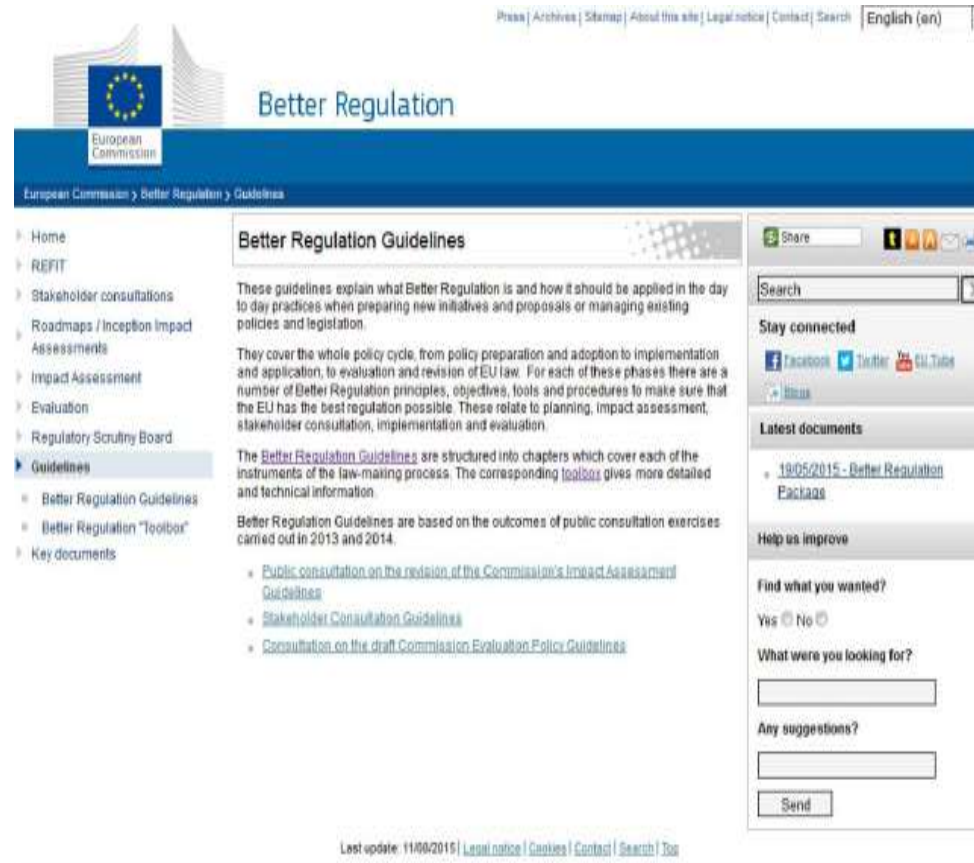 Press | Archives | Sitemap | About this site | Legal notice | Contact | Search
English (en)
European
Commission
Better Regulation
European Commission > Better Regulation > Guidelines
Home
REFIT
Stakeholder consultations
Roadmaps / Inception Impact
Assessments
Impact Assessment
Evaluation
Regulatory Scrutiny Board
Guidelines
Better Regulation Guidelines
Better Regulation "Toolbox"
Key documents
Better Regulation Guidelines
These guidelines explain what Better Regulation is and how it should be applied in the day
to day practices when preparing new initiatives and proposals or managing existing
policies and legislation.
They cover the whole policy cycle, from policy preparation and adoption to implementation
and application, to evaluation and revision of EU law. For each of these phases there are a
number of Better Regulation principles, objectives, tools and procedures to make sure that
the EU has the best regulation possible. These relate to planning, impact assessment,
stakeholder consultation, implementation and evaluation.
The Better Regulation Guidelines are structured into chapters which cover each of the
instruments of the law-making process. The corresponding toolbox gives more detailed
and technical information.
Better Regulation Guidelines are based on the outcomes of public consultation exercises
carried out in 2013 and 2014.
Public consultation on the revision of the Commission's Impact Assessment
Guidelines
Stakeholder Consultation Guidelines
Consultation on the draft Commission Evaluation Policy Guidelines
Share
Search
Stay connected
Facebook Twitter EU Tube
Latest documents
19/05/2015 - Better Regulation
Package
Help us improve
Find what you wanted?
Yes No
What were you looking for?
Any suggestions?
Send
Last update: | Legal notice | Cookies | Contact | Search | Top